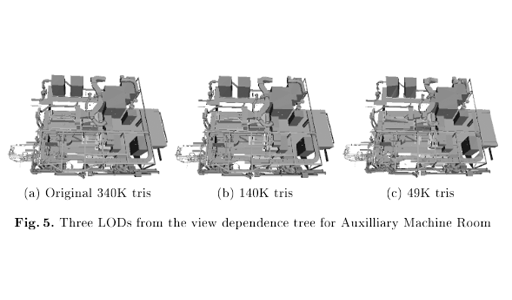 (a) Original 340K tris (b) 140K tris (c) 49K tris
Fig. 5. Three LODs from the view dependence tree for Auxilliary Machine Room